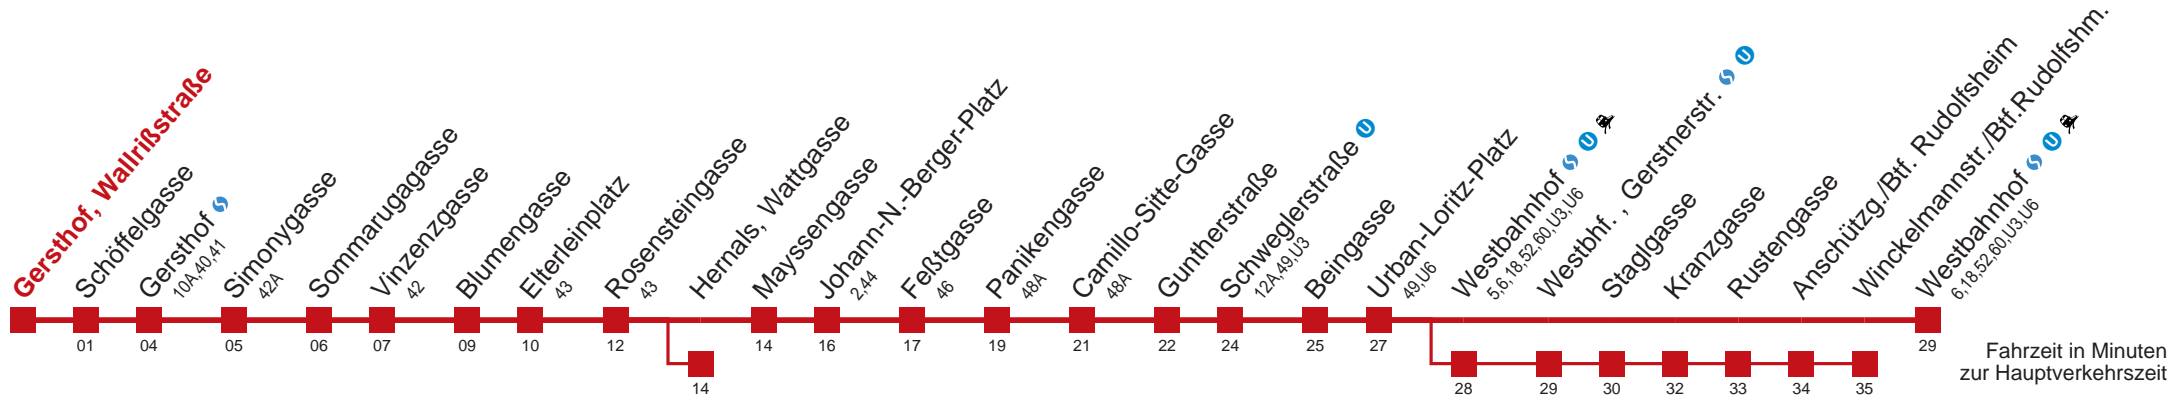 Gersthof, Wallrißstraße
Schöffelgasse
01
Gersthof S
10A,40,41
04
Simonygasse
42A
05
Sommarugagasse
06
Vinzenzgasse
42
07
Blumengasse
09
Elterleinplatz
43
10
Rosensteingasse
43
12
Hernals, Wattgasse
14
Mayssengasse
14
Johann-N.-Berger-Platz
2,44
16
Feßtgasse
46
17
Panikengasse
48A
19
Camillo-Sitte-Gasse
48A
21
Guntherstraße
22
Schweglerstraße U
12A,49,U3
24
Beingasse
25
Urban-Loritz-Platz
49,U6
27
Westbahnhof S U
5,6,18,52,60,U3,U6
28
Westbhf. , Gerstnerstr. S U
29
Staglgasse
30
Kranzgasse
32
Rustengasse
33
Anschützg./Btf. Rudolfsheim
34
Winckelmannstr./Btf.Rudolfshm.
35
Westbahnhof S U
6,18,52,60,U3,U6
29
Fahrzeit in Minuten
zur Hauptverkehrszeit